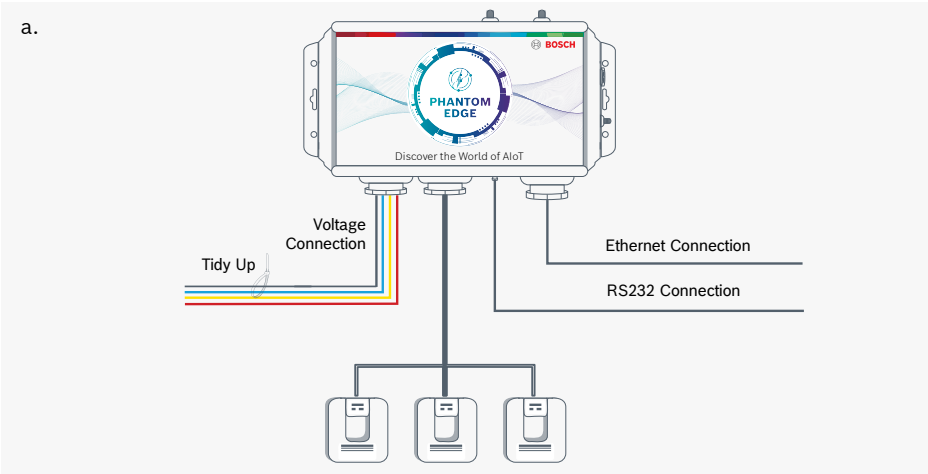 a.
BOSCH
PHANTOM
EDGE
Discover the World of AIoT
Voltage
Connection
Tidy Up
Ethernet Connection
RS232 Connection